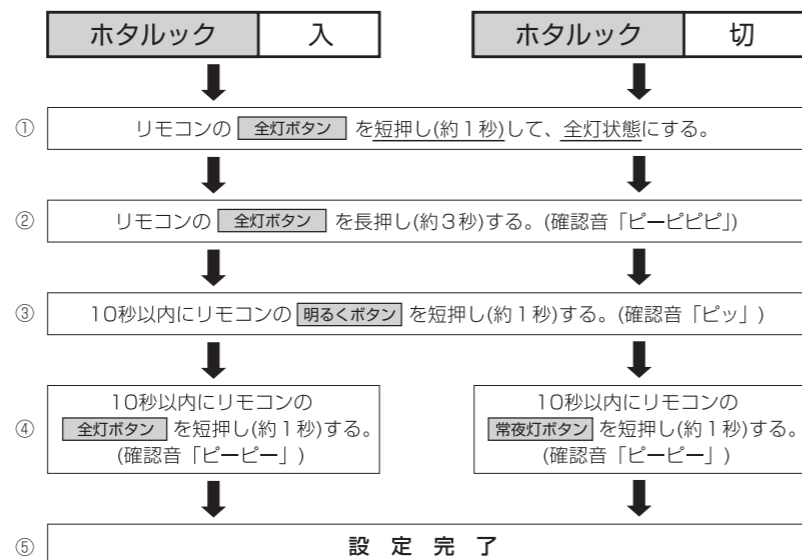 ホタルック 入 ホタルック 切
① リモコンの 全灯ボタン を短押し(約1秒)して、全灯状態にする。
② リモコンの 全灯ボタン を長押し(約3秒)する。(確認音「ピーピピピ」)
③ 10秒以内にリモコンの 明るくボタン を短押し(約1秒)する。(確認音「ピッ」)
④ 10秒以内にリモコンの
全灯ボタン を短押し(約1秒)する。
(確認音「ピーピー」)
10秒以内にリモコンの
常夜灯ボタン を短押し(約1秒)する。
(確認音「ピーピー」)
⑤ 設定完了